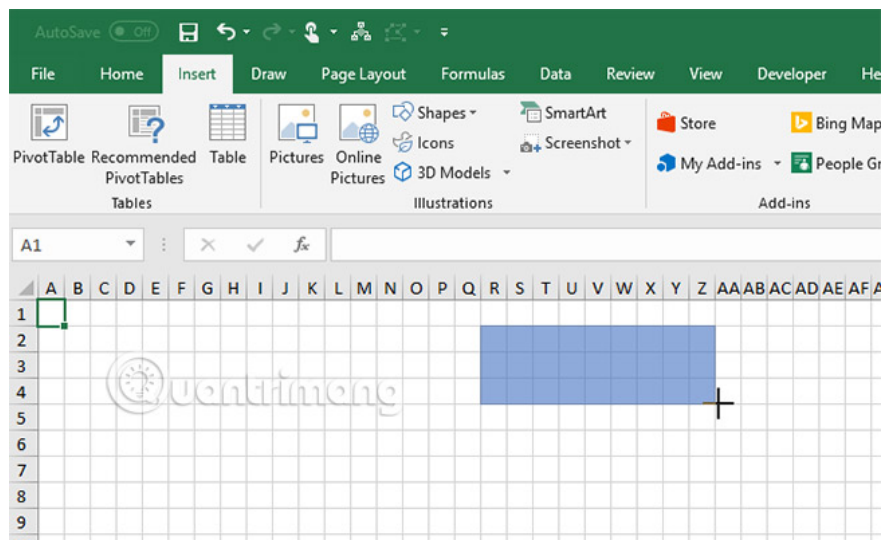 AutoSave Off
File Home Insert Draw Page Layout Formulas Data Review View Developer He
PivotTable Recommended PivotTables Table
Tables
Pictures Online Pictures Shapes Icons 3D Models SmartArt Screenshot
Illustrations
Store My Add-ins Bing Map People Gr
Add-ins
A1 fx
A B C D E F G H I J K L M N O P Q R S T U V W X Y Z AA AB AC AD AE AF A
1
2
3
4
5
6
7
8
9
Quantrimang